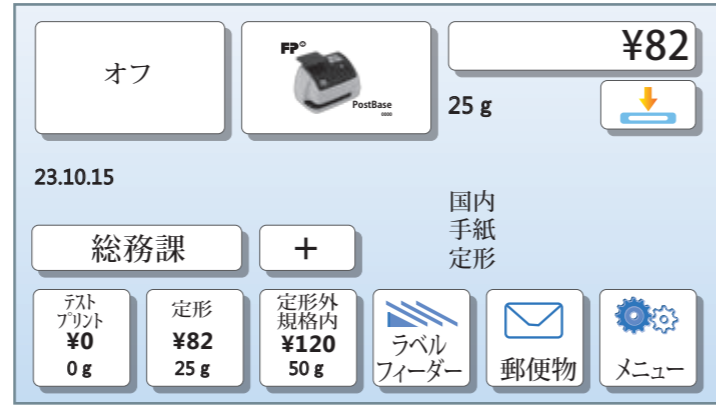 オフ
FP
PostBase
¥82
25 g
23.10.15
国内
手紙
定形
総務課
+
テスト
プリント
¥0
0 g
定形
¥82
25 g
定形外
規格内
¥120
50 g
ラベル
フィーダー
郵便物
メニュー